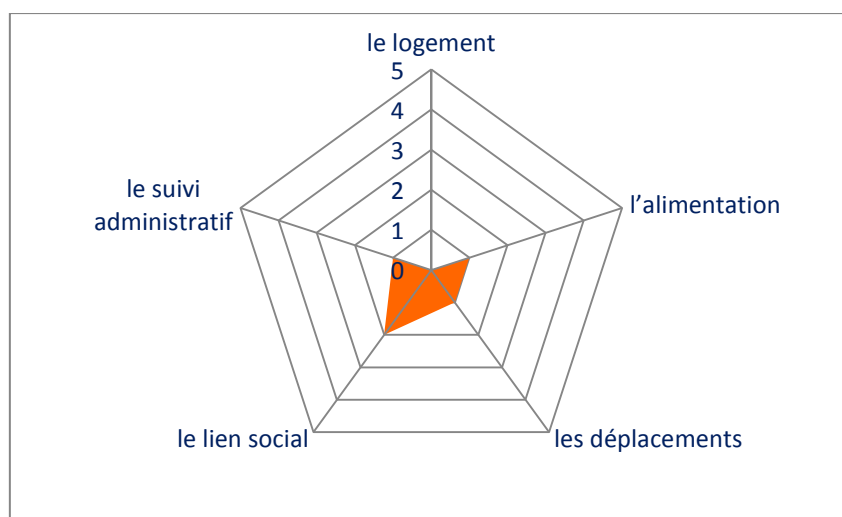 le logement
5
4
3
2
1
0
l’alimentation
les déplacements
le lien social
le suivi
administratif